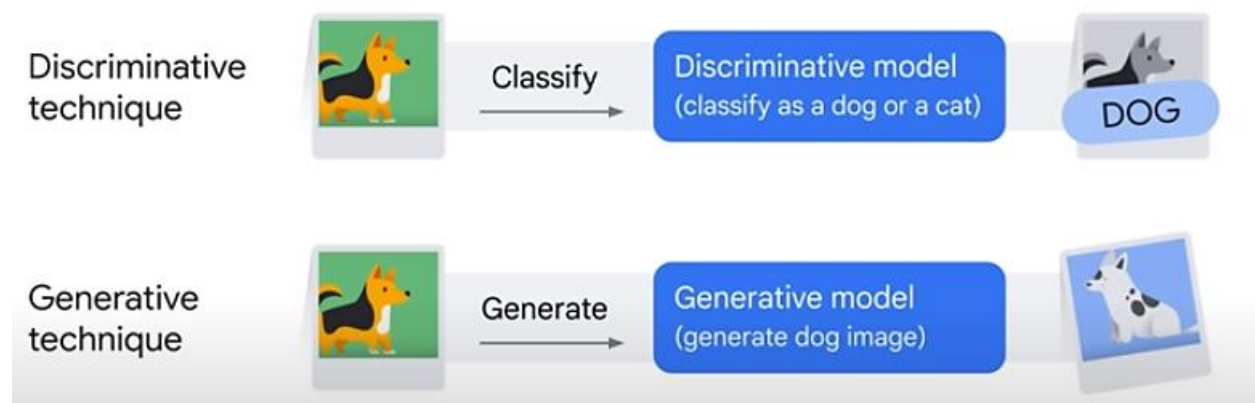 Discriminative
technique
Classify
Discriminative model
(classify as a dog or a cat)
DOG
Generative
technique
Generate
Generative model
(generate dog image)